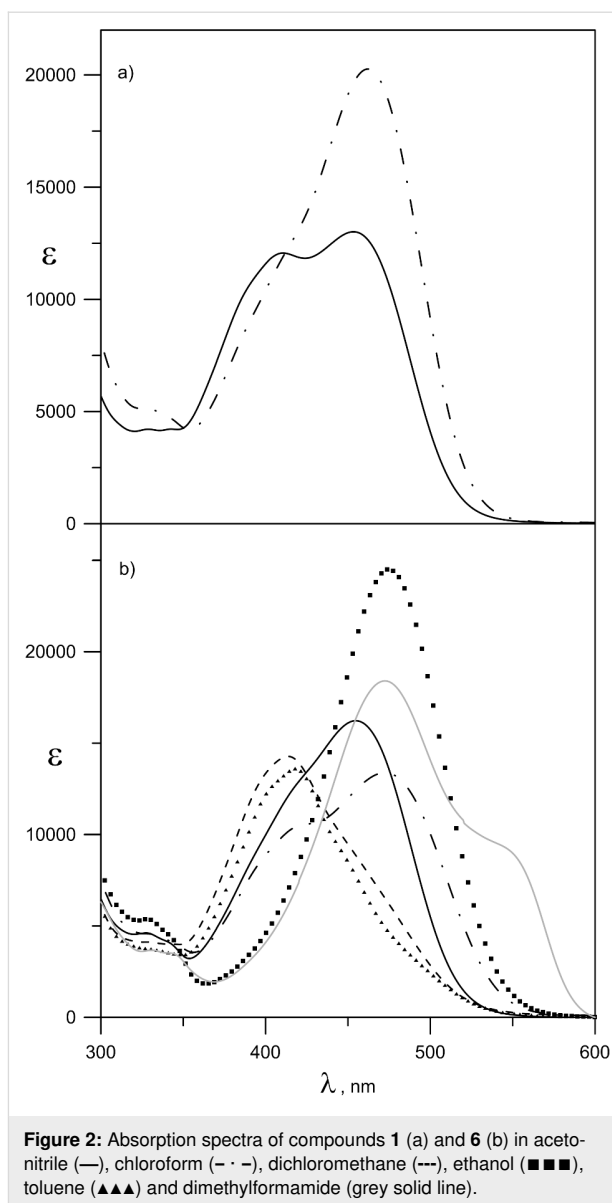 a)
20000
15000
ε
10000
5000
0
b)
20000
ε
10000
0
300 400 500 600
λ, nm
Figure 2: Absorption spectra of compounds 1 (a) and 6 (b) in aceto-
nitrile (—), chloroform (– · –), dichloromethane (---), ethanol (■■■),
toluene (▲▲▲) and dimethylformamide (grey solid line).